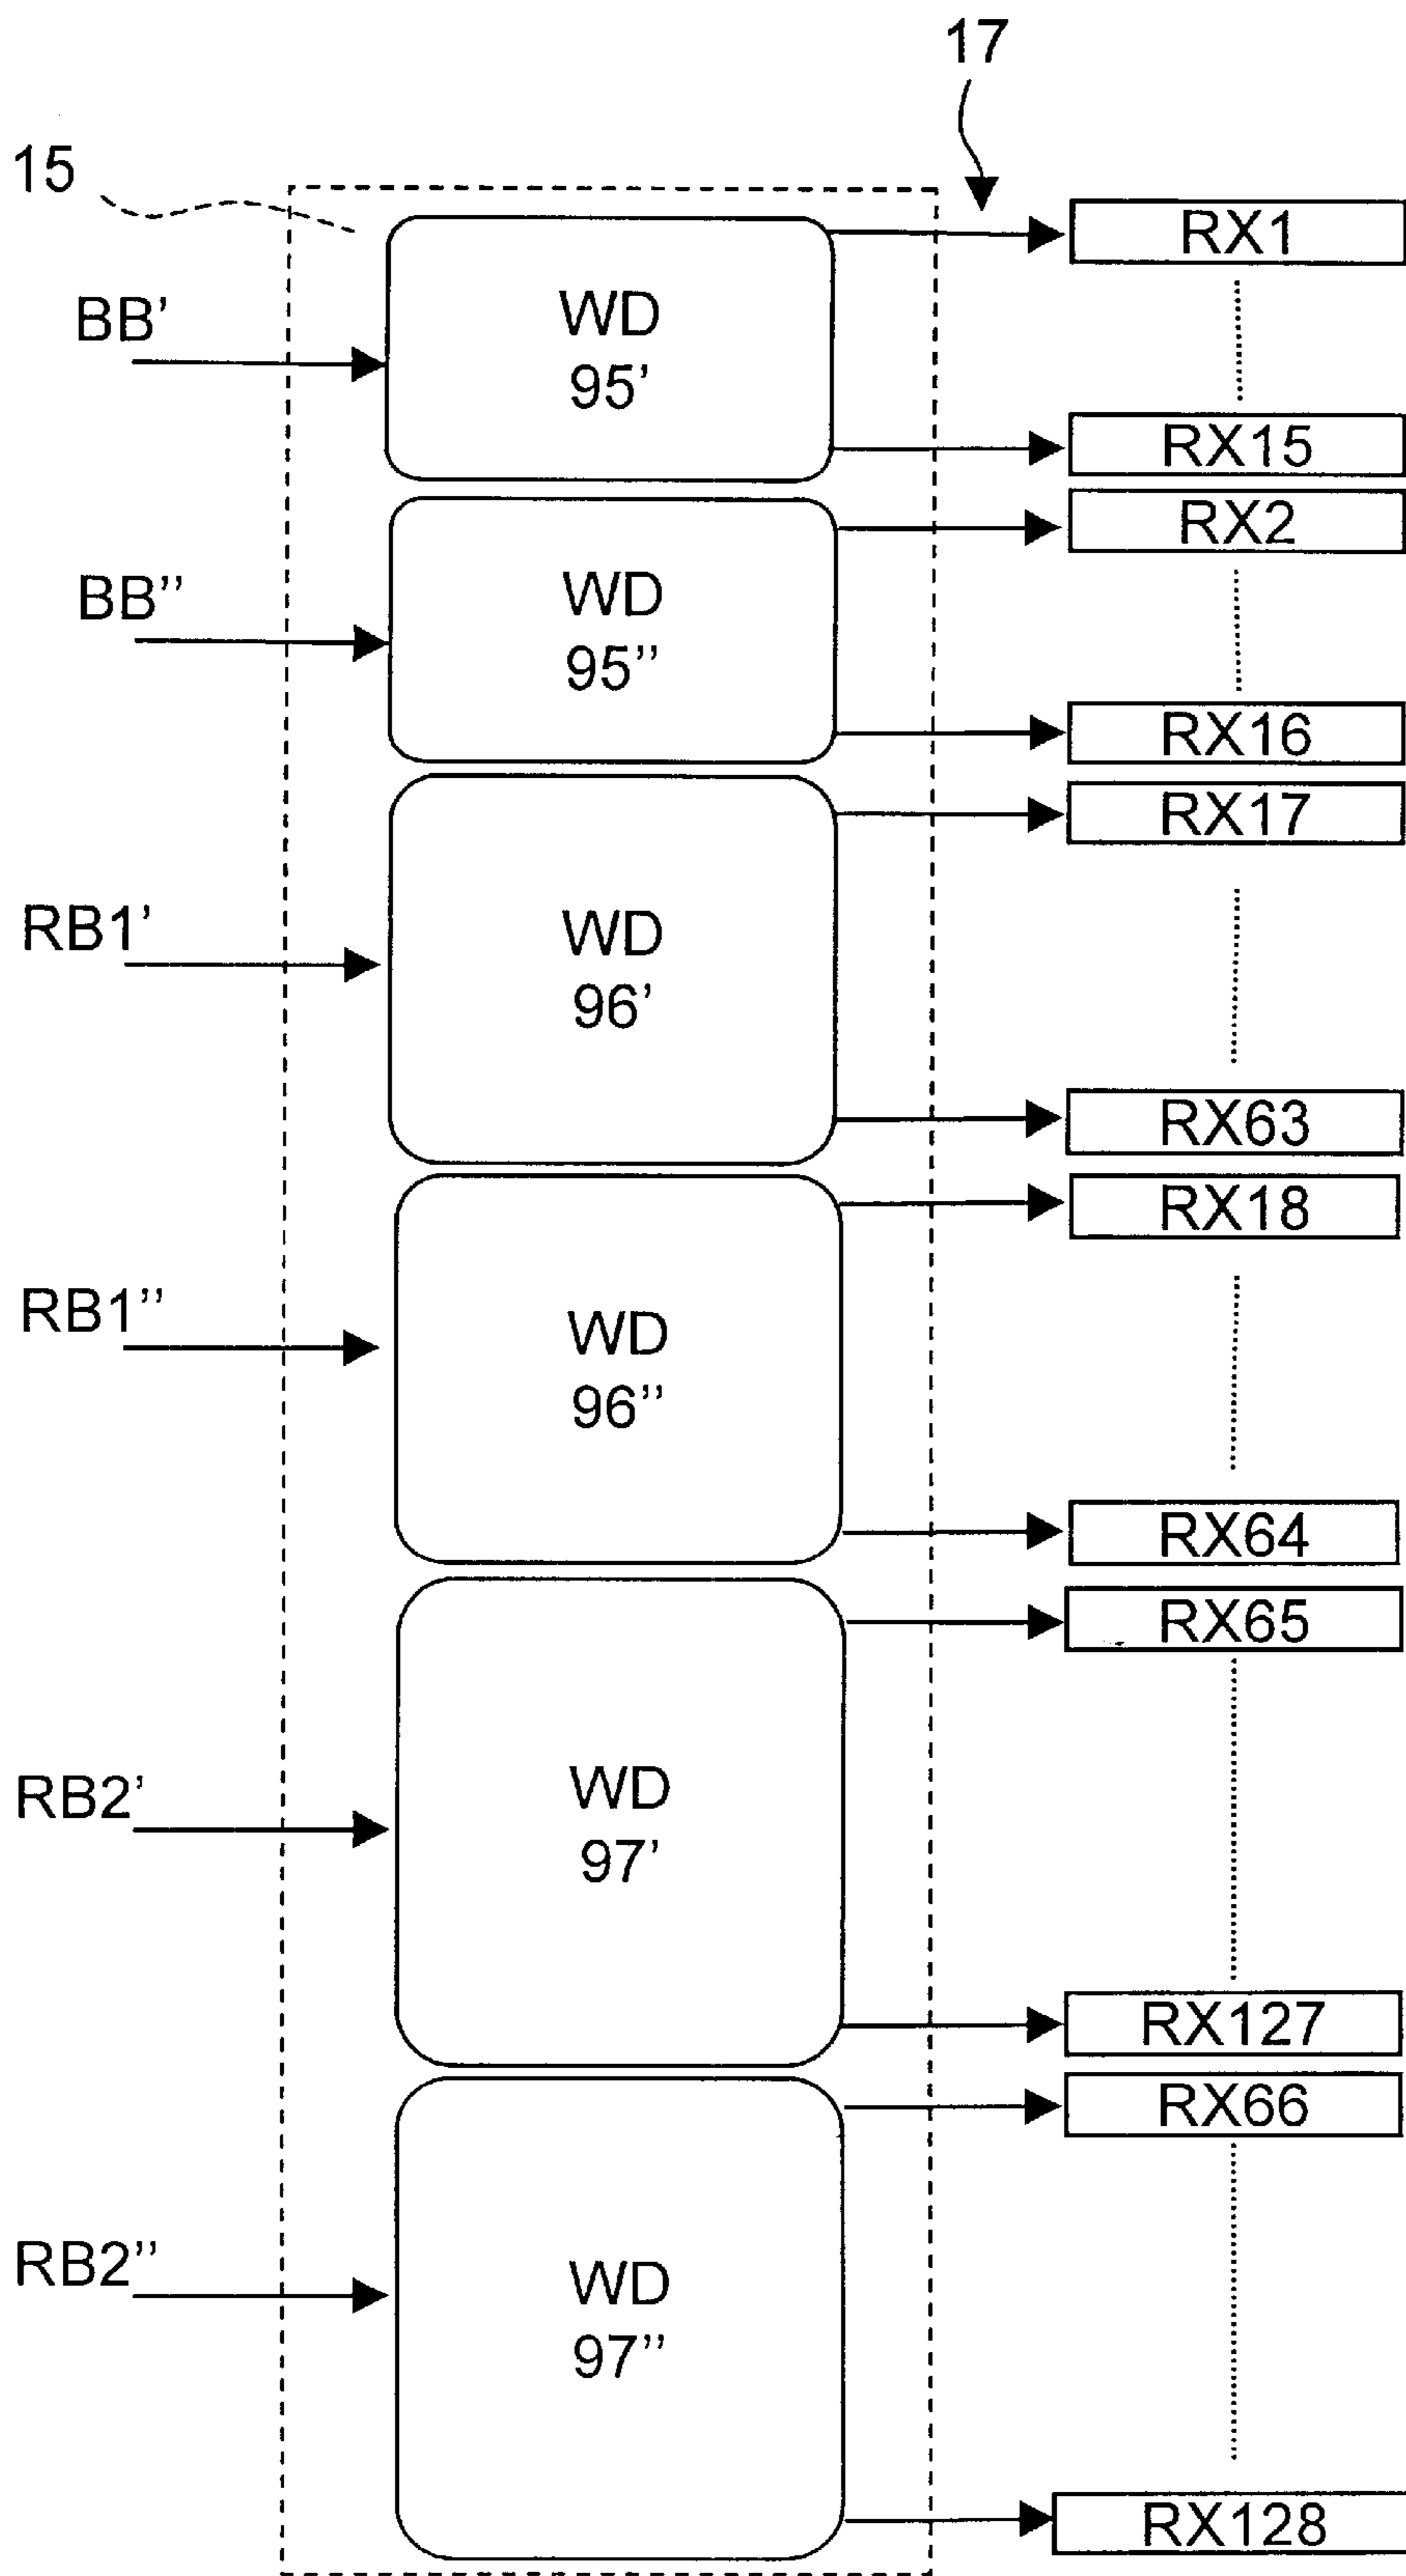 17
15
RX1
BB’
WD
95’
RX15
RX2
BB’’
WD
95’’
RX16
RX17
RB1’
WD
96’
RX63
RX18
RB1’’
WD
96’’
RX64
RX65
RB2’
WD
97’
RX127
RX66
RB2’’
WD
97’’
RX128